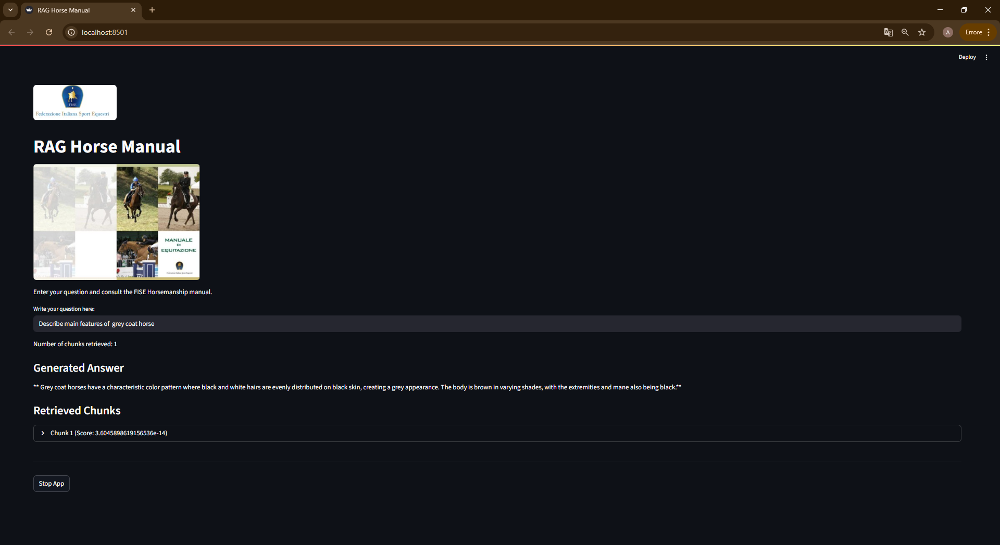 RAG Horse Manual
localhost:8501
A
Errore
Deploy
FISE
Federazione Italiana Sport Equestri
RAG Horse Manual
MANUALE
DI
EQUITAZIONE
Federazione Italiana Sport Equestri
Enter your question and consult the FISE Horsemanship manual.
Write your question here:
Describe main features of  grey coat horse
Number of chunks retrieved: 1
Generated Answer
** Grey coat horses have a characteristic color pattern where black and white hairs are evenly distributed on black skin, creating a grey appearance. The body is brown in varying shades, with the extremities and mane also being black.**
Retrieved Chunks
Chunk 1 (Score: 3.6045898619156536e-14)
Stop App